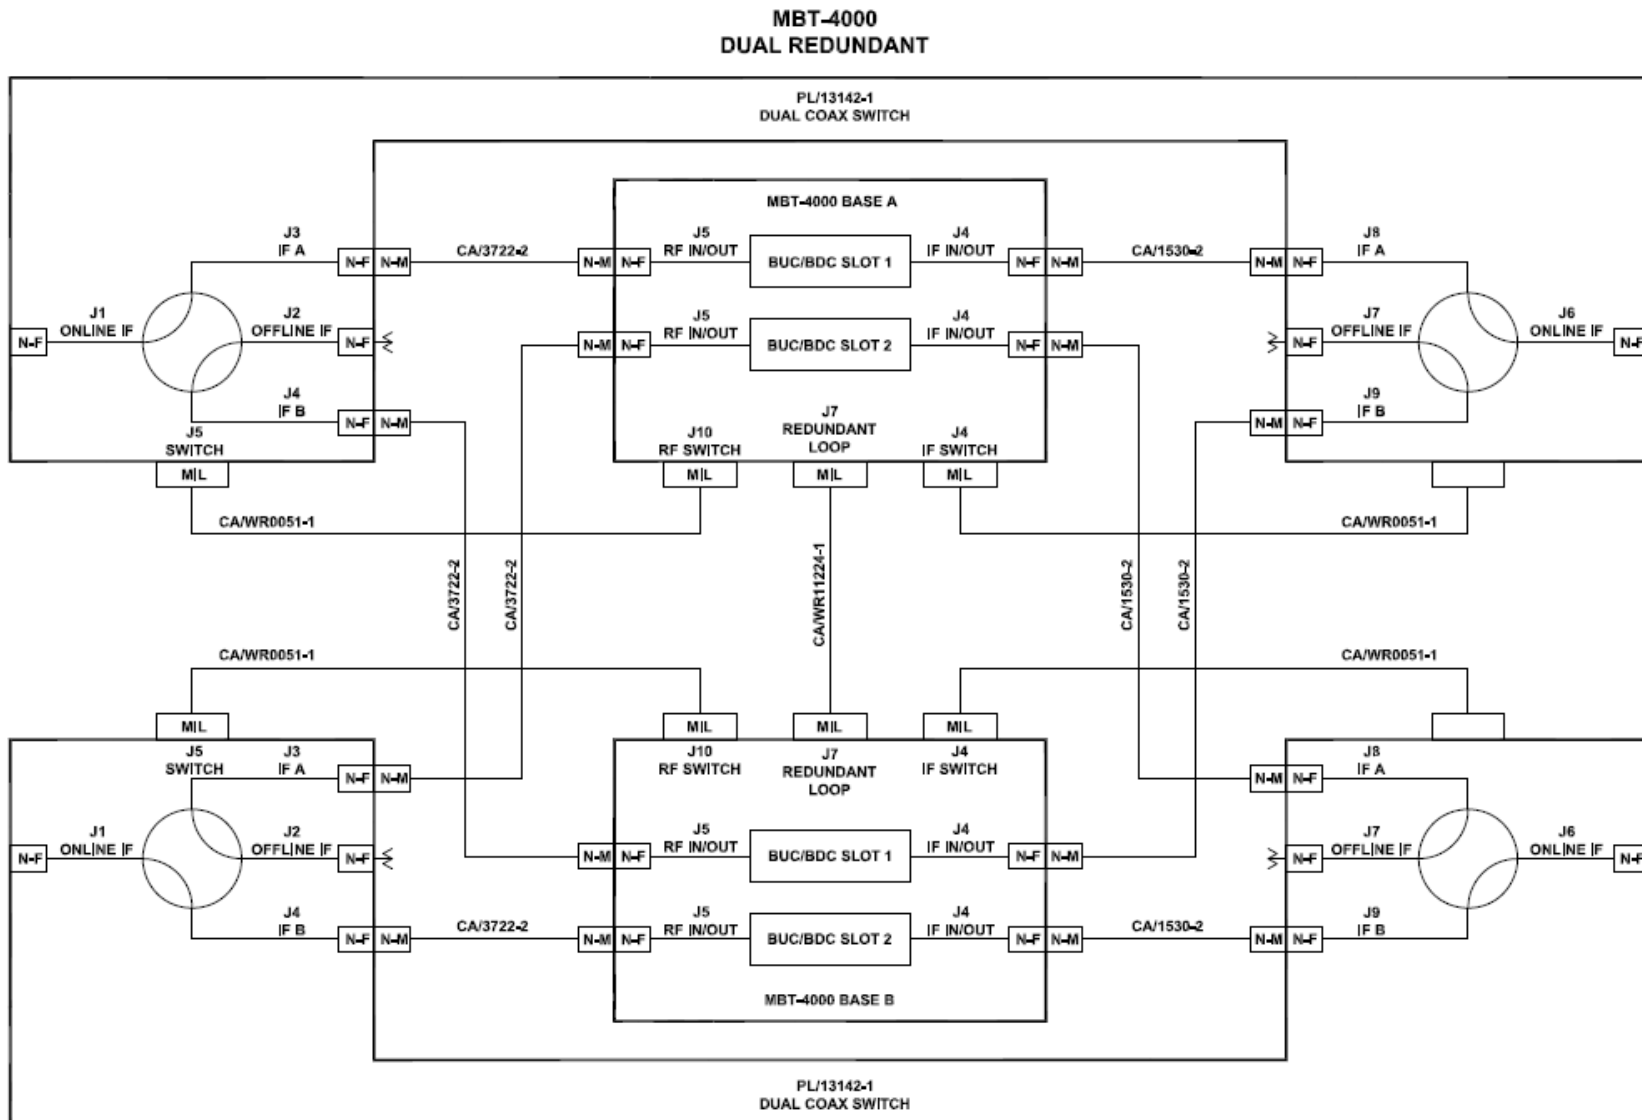 MBT-4000
DUAL REDUNDANT
PL/13142-1
DUAL COAX SWITCH
MBT-4000 BASE A
J3
IF A
N-F N-M
CA/3722-2
N-M N-F
J5
RF IN/OUT
BUC/BDC SLOT 1
J4
IF IN/OUT
N-F N-M
CA/1530-2
N-M N-F
J8
IF A
N-F
J1
ONLINE IF
J2
OFFLINE IF
N-F
N-M N-F
J5
RF IN/OUT
BUC/BDC SLOT 2
J4
IF IN/OUT
N-F N-M
N-F
J7
OFFLINE IF
J6
ONLINE IF
N-F
J4
IF B
N-F N-M
N-M N-F
J9
IF B
J5
SWITCH
MIL
J10
RF SWITCH
MIL
J7
REDUNDANT
LOOP
MIL
J4
IF SWITCH
MIL
CA/WR0051-1
CA/WR0051-1
CA/3722-2
CA/3722-2
CA/WR11224-1
CA/1530-2
CA/1530-2
CA/WR0051-1
CA/WR0051-1
MIL
J5
SWITCH
MIL
J10
RF SWITCH
MIL
J7
REDUNDANT
LOOP
MIL
J4
IF SWITCH
J3
IF A
N-F N-M
N-M N-F
J8
IF A
N-F
J1
ONLINE IF
J2
OFFLINE IF
N-F
N-M N-F
J5
RF IN/OUT
BUC/BDC SLOT 1
J4
IF IN/OUT
N-F N-M
N-F
J7
OFFLINE IF
J6
ONLINE IF
N-F
J4
IF B
N-F N-M
CA/3722-2
N-M N-F
J5
RF IN/OUT
BUC/BDC SLOT 2
J4
IF IN/OUT
N-F N-M
CA/1530-2
N-M N-F
J9
IF B
MBT-4000 BASE B
PL/13142-1
DUAL COAX SWITCH